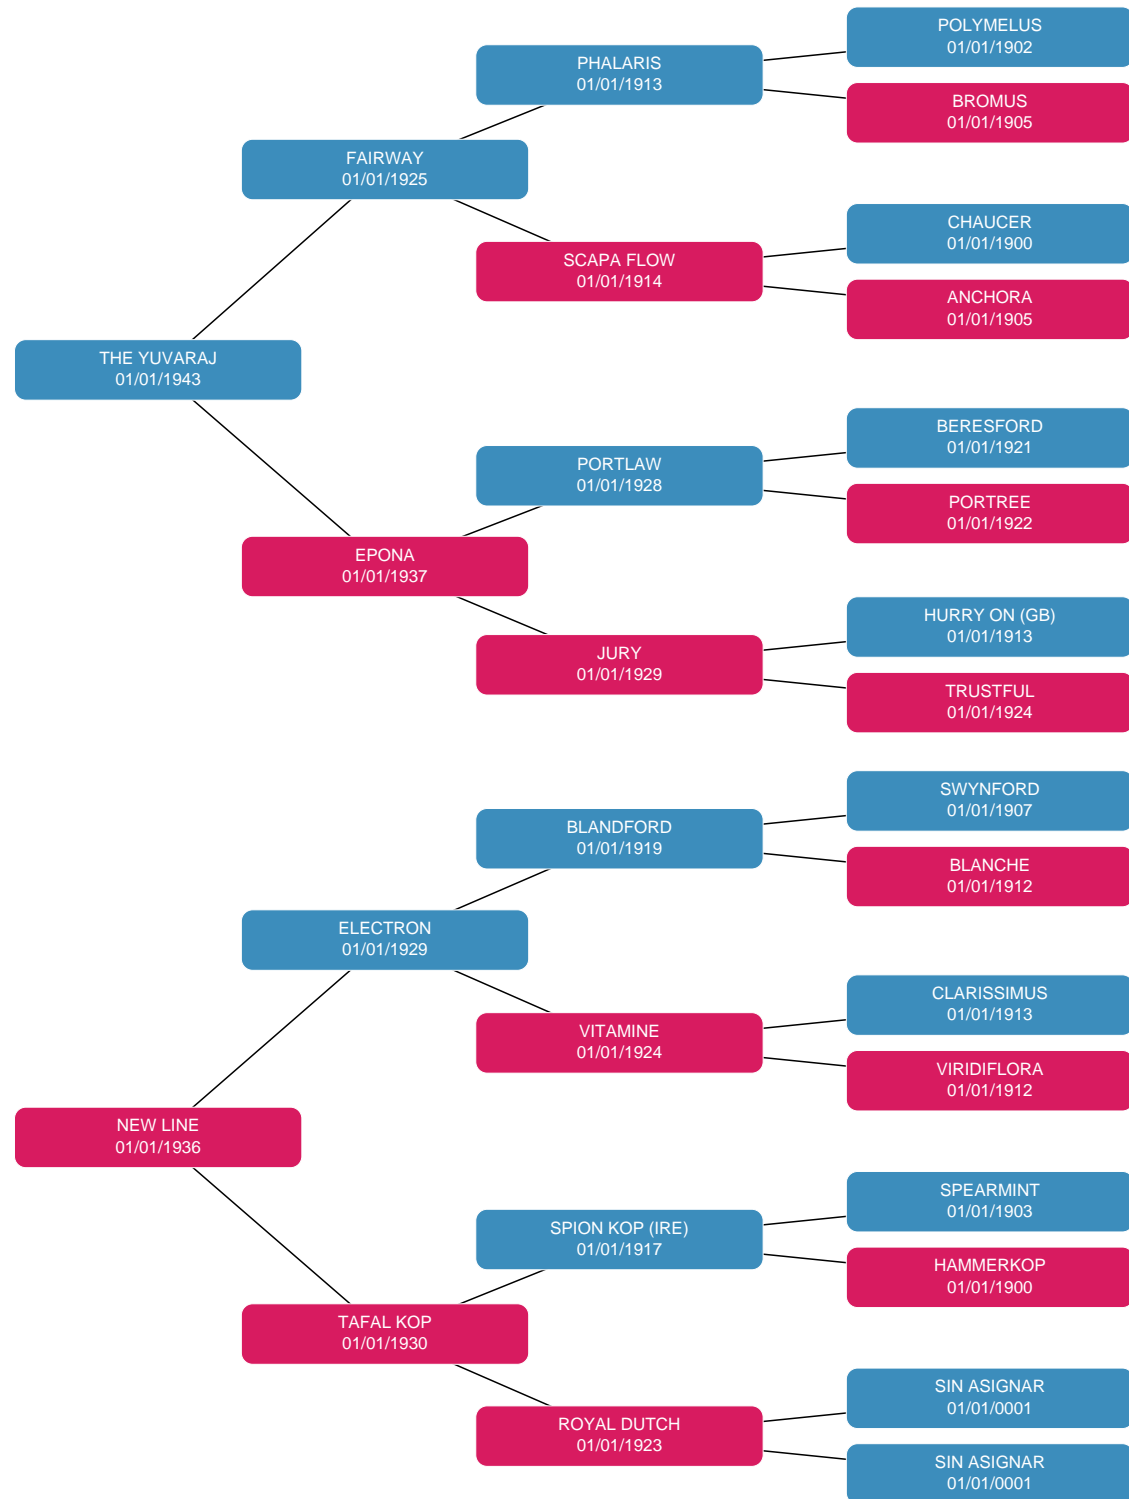 POLYMELUS
01/01/1902
PHALARIS
01/01/1913
BROMUS
01/01/1905
FAIRWAY
01/01/1925
CHAUCER
01/01/1900
SCAPA FLOW
01/01/1914
ANCHORA
01/01/1905
THE YUVARAJ
01/01/1943
BERESFORD
01/01/1921
PORTLAW
01/01/1928
PORTREE
01/01/1922
EPONA
01/01/1937
HURRY ON (GB)
01/01/1913
JURY
01/01/1929
TRUSTFUL
01/01/1924
SWYNFORD
01/01/1907
BLANDFORD
01/01/1919
BLANCHE
01/01/1912
ELECTRON
01/01/1929
CLARISSIMUS
01/01/1913
VITAMINE
01/01/1924
VIRIDIFLORA
01/01/1912
NEW LINE
01/01/1936
SPEARMINT
01/01/1903
SPION KOP (IRE)
01/01/1917
HAMMERKOP
01/01/1900
TAFAL KOP
01/01/1930
SIN ASIGNAR
01/01/0001
ROYAL DUTCH
01/01/1923
SIN ASIGNAR
01/01/0001